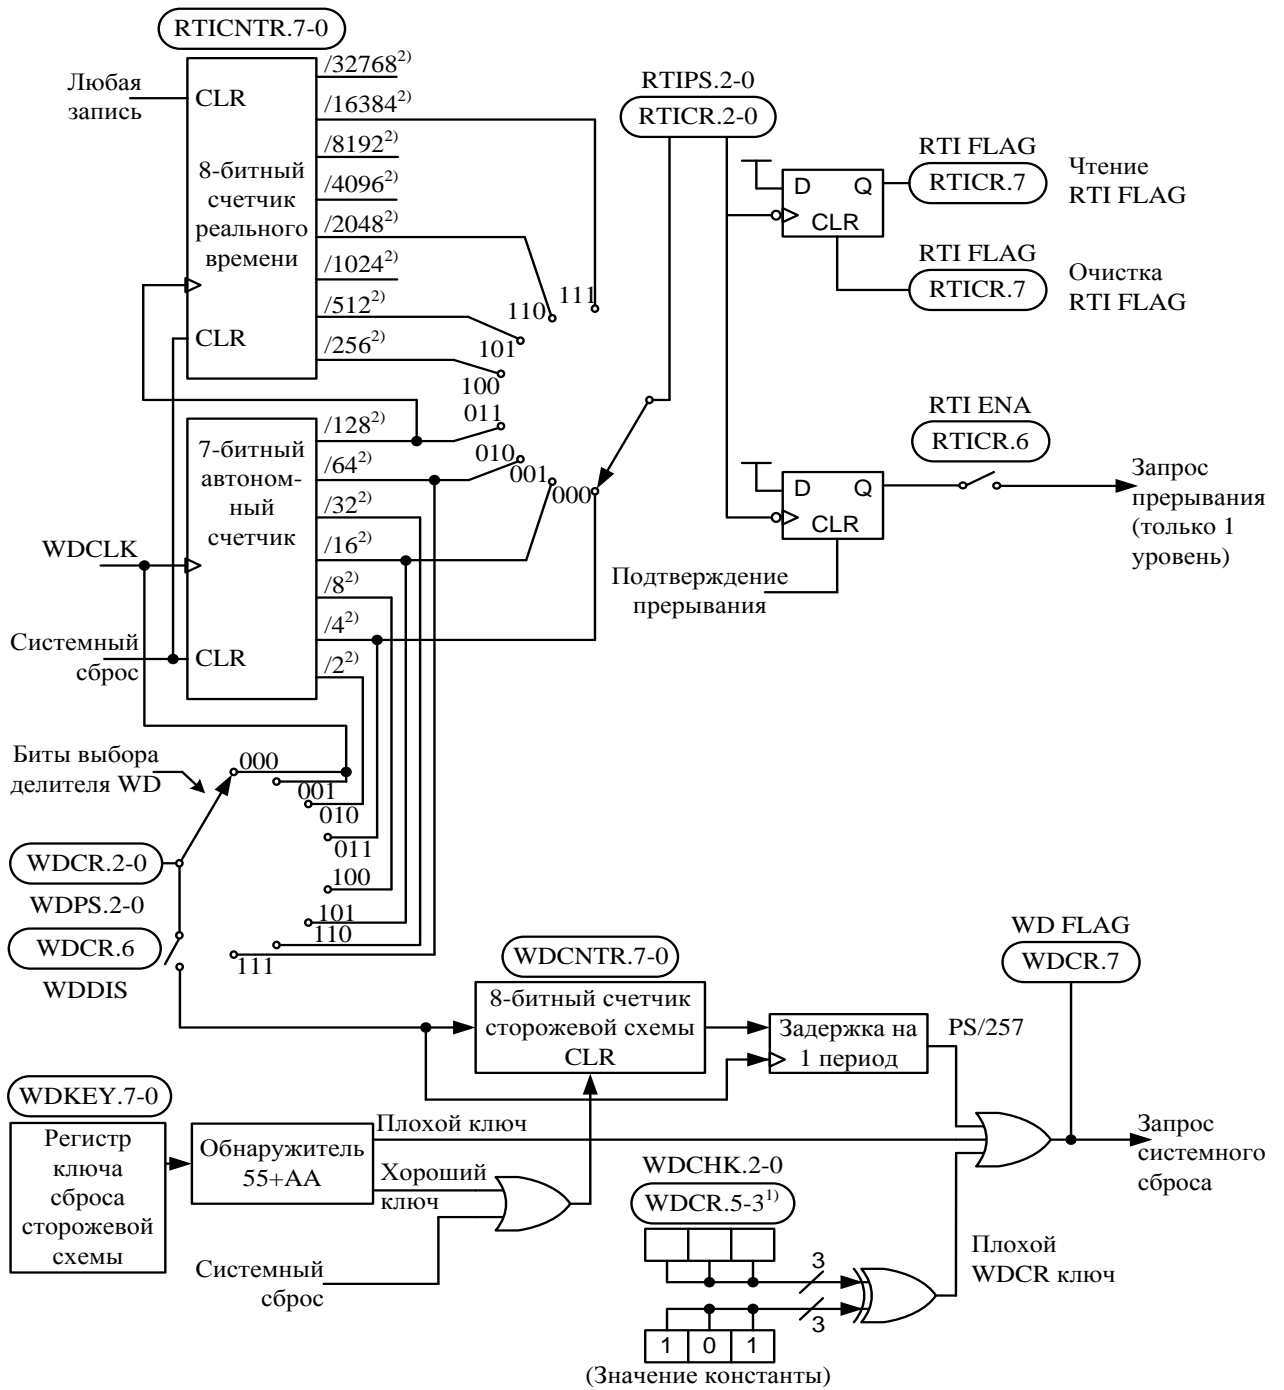 RTICNTR.7-0
Любая
запись
CLR
8-битный
счетчик
реального
времени
CLR
/32768²⁾
/16384²⁾
/8192²⁾
/4096²⁾
/2048²⁾
/1024²⁾
/512²⁾
/256²⁾
111
110
101
100
RTIPS.2-0
RTICR.2-0
RTI FLAG
RTICR.7
Чтение
RTI FLAG
D
Q
CLR
RTI FLAG
RTICR.7
Очистка
RTI FLAG
7-битный
автоном-
ный
счетчик
CLR
WDCLK
Системный
сброс
/128²⁾
/64²⁾
/32²⁾
/16²⁾
/8²⁾
/4²⁾
/2²⁾
011
010
001
000
RTI ENA
RTICR.6
D
Q
CLR
Запрос
прерывания
(только 1
уровень)
Подтверждение
прерывания
Биты выбора
делителя WD
000
001
010
011
100
101
110
111
WDCR.2-0
WDPS.2-0
WDCR.6
WDDIS
WDCNTR.7-0
8-битный счетчик
сторожевой схемы
CLR
Задержка на
1 период
PS/257
WD FLAG
WDCR.7
WDKEY.7-0
Регистр
ключа
сброса
сторожевой
схемы
Обнаружитель
55+AA
Плохой ключ
Хороший
ключ
Системный
сброс
WDCHK.2-0
WDCR.5-3¹⁾
3
3
1 0 1
(Значение константы)
Плохой
WDCR ключ
Запрос
системного
сброса